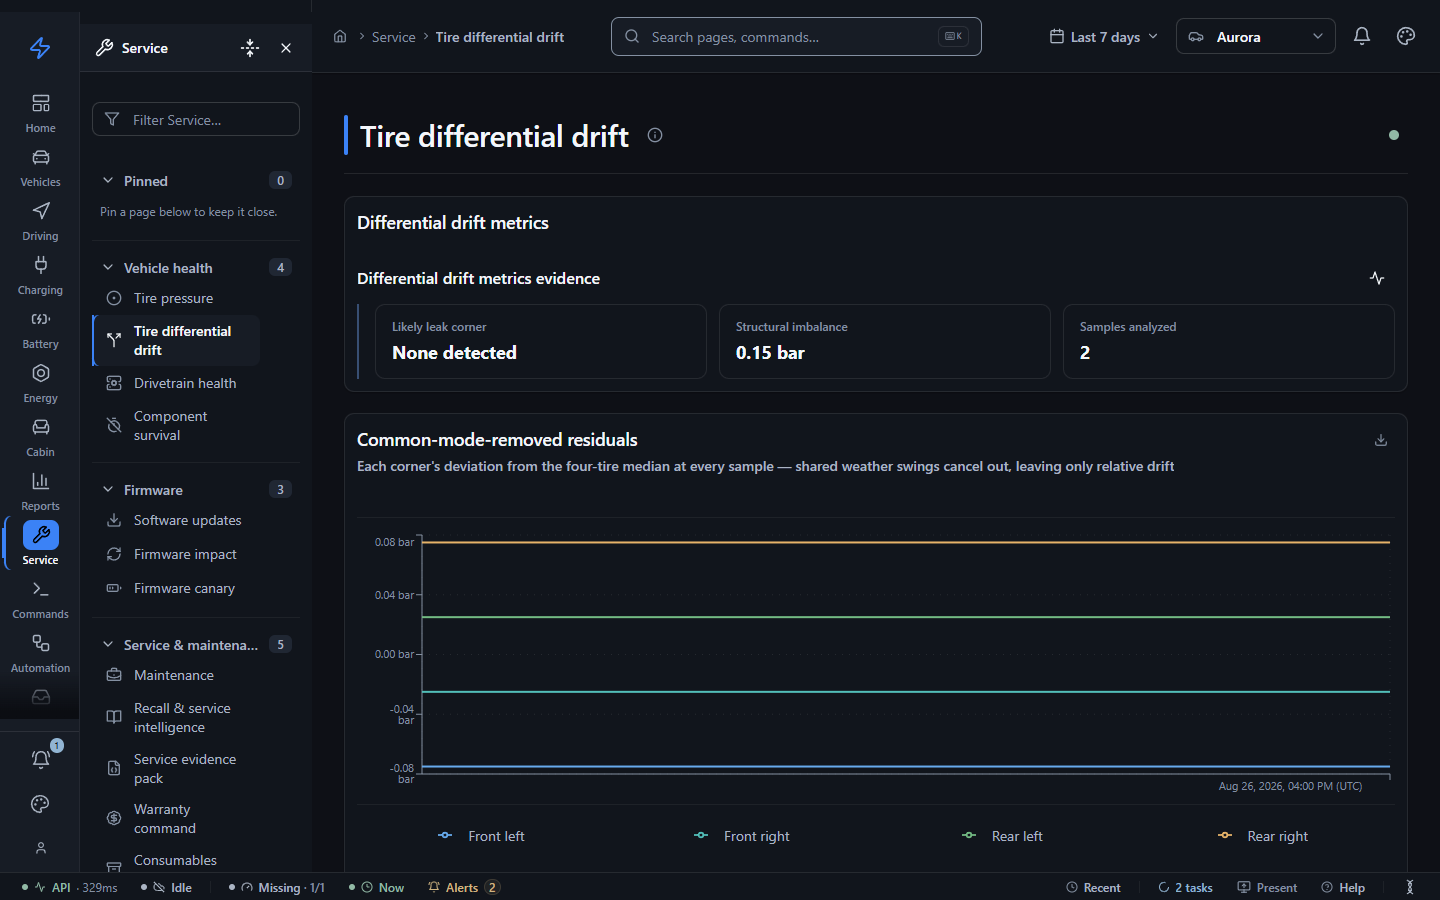 Service
Service
Tire differential drift
Search pages, commands...
K
Last 7 days
Aurora
Home
Vehicles
Driving
Charging
Battery
Energy
Cabin
Reports
Service
Commands
Automation
1
Filter Service...
Pinned
0
Pin a page below to keep it close.
Vehicle health
4
Tire pressure
Tire differential
drift
Drivetrain health
Component
survival
Firmware
3
Software updates
Firmware impact
Firmware canary
Service & maintena...
5
Maintenance
Recall & service
intelligence
Service evidence
pack
Warranty
command
Consumables
Tire differential drift
Differential drift metrics
Differential drift metrics evidence
Likely leak corner
None detected
Structural imbalance
0.15 bar
Samples analyzed
2
Common-mode-removed residuals
Each corner's deviation from the four-tire median at every sample — shared weather swings cancel out, leaving only relative drift
0.08 bar
0.04 bar
0.00 bar
-0.04
bar
-0.08
bar
Aug 26, 2026, 04:00 PM (UTC)
Front left
Front right
Rear left
Rear right
API · 329ms
Idle
Missing · 1/1
Now
Alerts 2
Recent
2 tasks
Present
Help